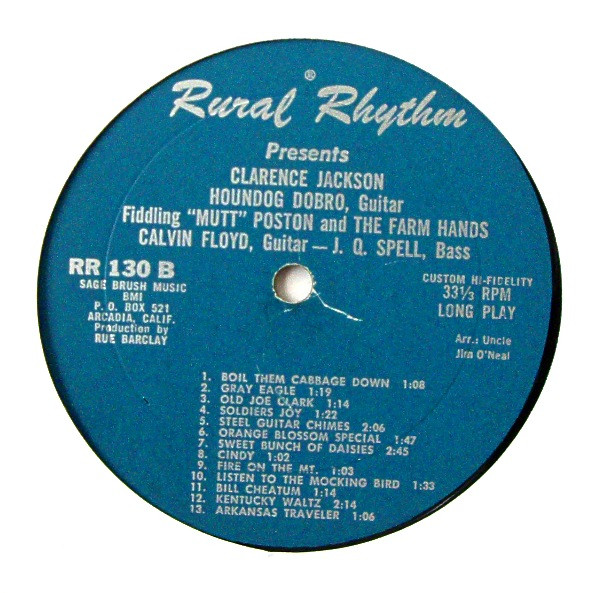 ®
Rural Rhythm
Presents
CLARENCE JACKSON
HOUNDOG DOBRO, Guitar
Fiddling "MUTT" POSTON and THE FARM HANDS
CALVIN FLOYD, Guitar — J. Q. SPELL, Bass
RR 130 B
SAGE BRUSH MUSIC
BMI
P. O. BOX 521
ARCADIA, CALIF.
Production by
RUE BARCLAY
CUSTOM HI-FIDELITY
33⅓ RPM
LONG PLAY
Arr.: Uncle
Jim O'Neal
1. BOIL THEM CABBAGE DOWN 1:08
2. GRAY EAGLE 1:19
3. OLD JOE CLARK 1:14
4. SOLDIERS JOY 1:22
5. STEEL GUITAR CHIMES 2:06
6. ORANGE BLOSSOM SPECIAL 1:47
7. SWEET BUNCH OF DAISIES 2:45
8. CINDY 1:02
9. FIRE ON THE MT. 1:03
10. LISTEN TO THE MOCKING BIRD 1:33
11. BILL CHEATUM 1:14
12. KENTUCKY WALTZ 2:14
13. ARKANSAS TRAVELER 1:06